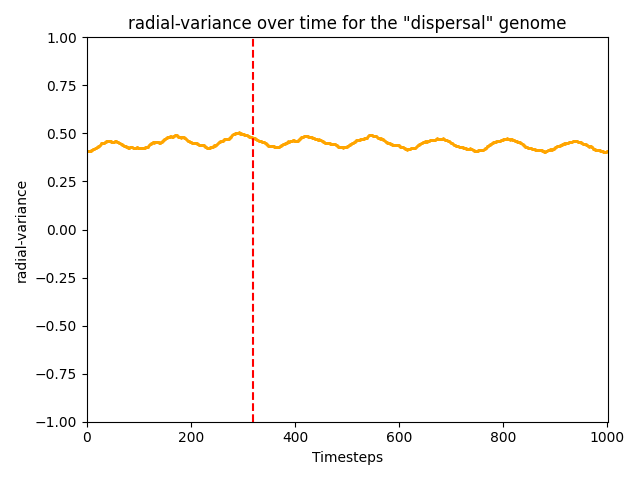 radial-variance over time for the "dispersal" genome
1.00
0.75
0.50
0.25
0.00
−0.25
−0.50
−0.75
−1.00
radial-variance
0 200 400 600 800 1000
Timesteps